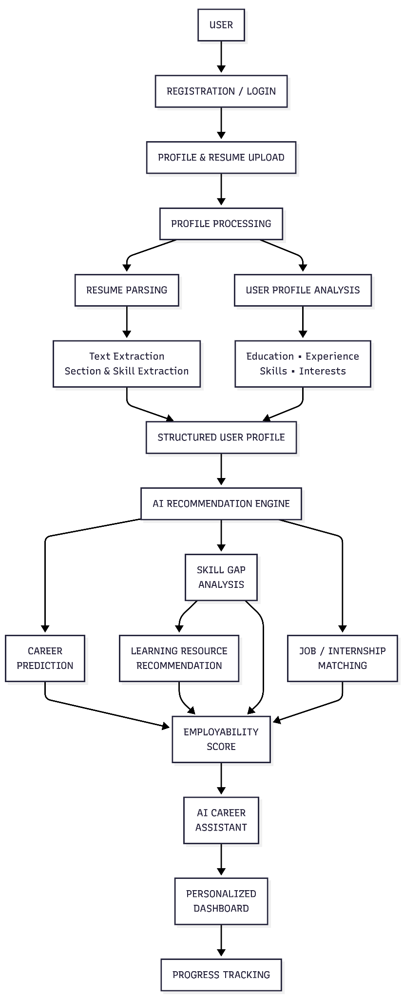 USER
REGISTRATION / LOGIN
PROFILE & RESUME UPLOAD
PROFILE PROCESSING
RESUME PARSING
USER PROFILE ANALYSIS
Text Extraction
Section & Skill Extraction
Education ▪ Experience
Skills ▪ Interests
STRUCTURED USER PROFILE
AI RECOMMENDATION ENGINE
SKILL GAP
ANALYSIS
CAREER
PREDICTION
LEARNING RESOURCE
RECOMMENDATION
JOB / INTERNSHIP
MATCHING
EMPLOYABILITY
SCORE
AI CAREER
ASSISTANT
PERSONALIZED
DASHBOARD
PROGRESS TRACKING